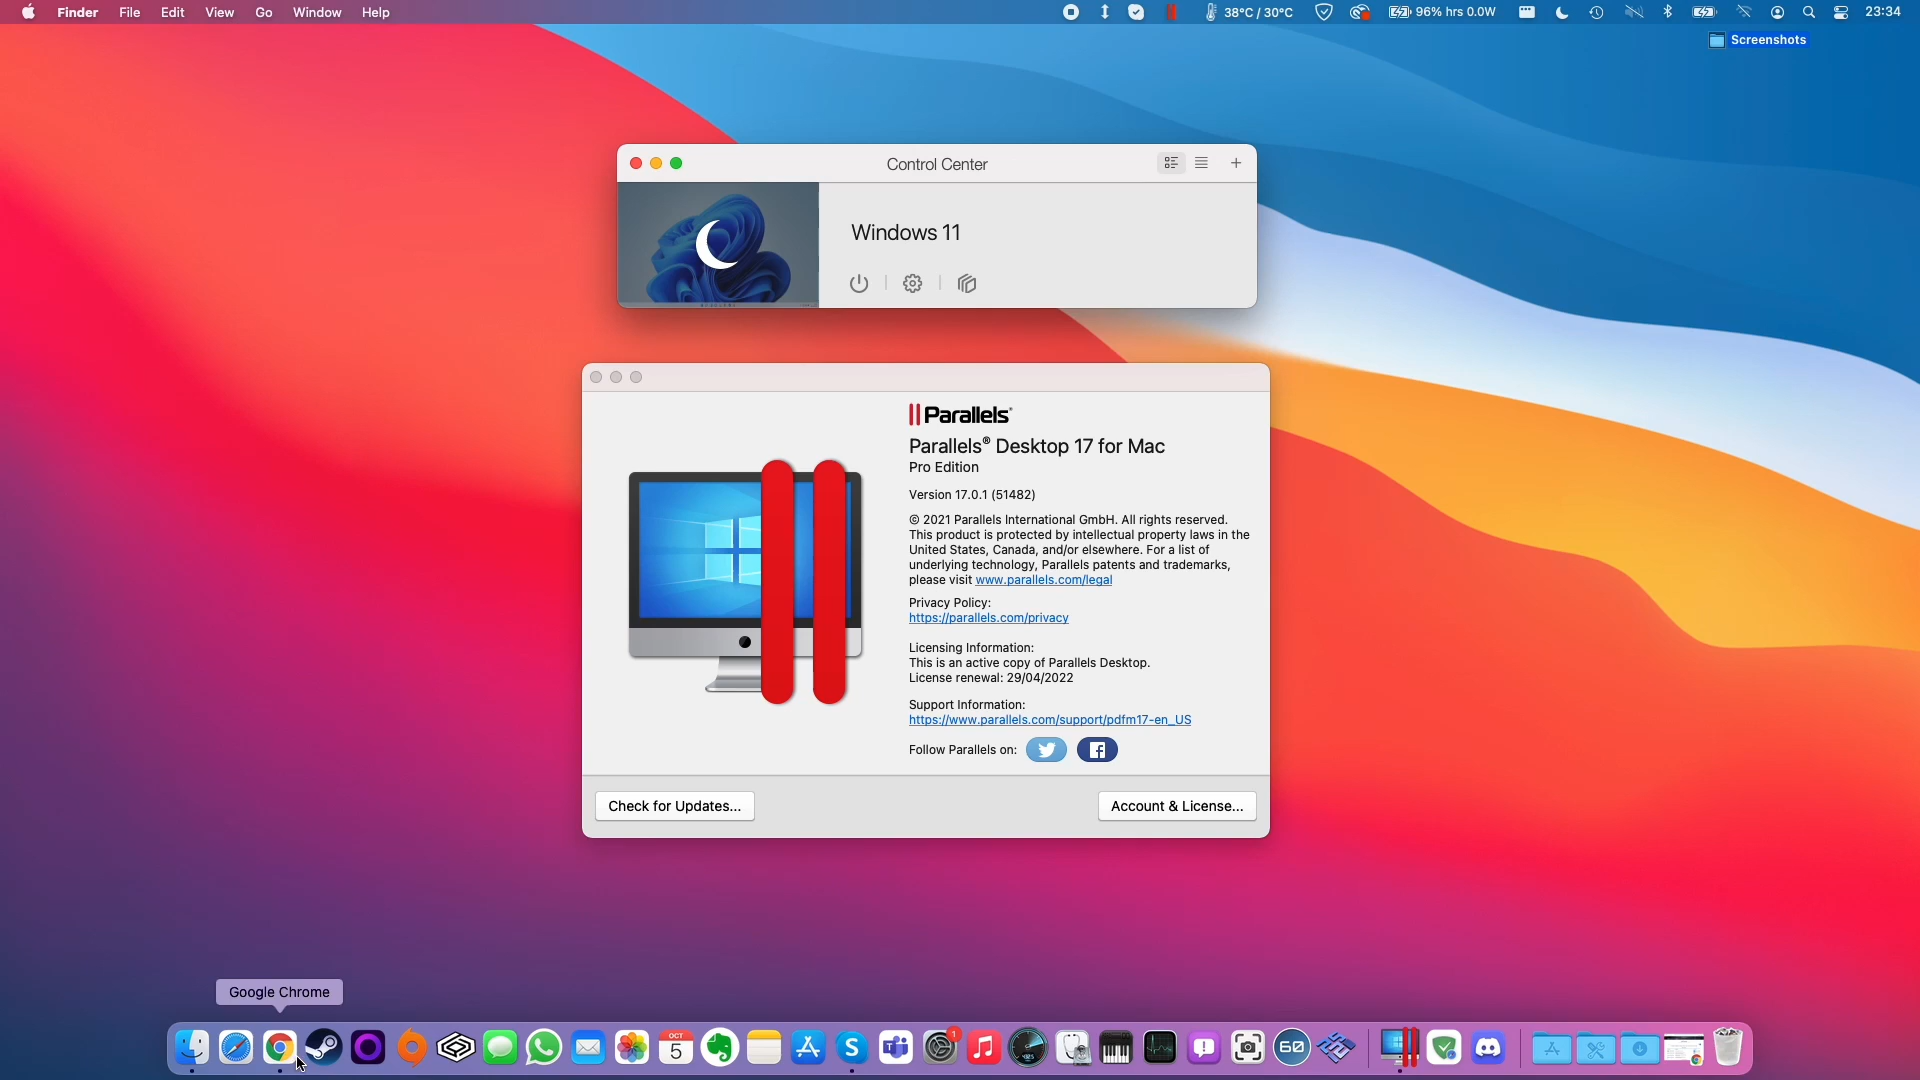 Finder File Edit View Go Window Help
38°C / 30°C
96% hrs 0.0W
23:34
Screenshots
Control Center
Windows 11
Parallels®
Parallels® Desktop 17 for Mac
Pro Edition
Version 17.0.1 (51482)
© 2021 Parallels International GmbH. All rights reserved.
This product is protected by intellectual property laws in the
United States, Canada, and/or elsewhere. For a list of
underlying technology, Parallels patents and trademarks,
please visit www.parallels.com/legal
Privacy Policy:
https://parallels.com/privacy
Licensing Information:
This is an active copy of Parallels Desktop.
License renewal: 29/04/2022
Support Information:
https://www.parallels.com/support/pdfm17-en_US
Follow Parallels on:
Check for Updates...
Account & License...
Google Chrome
OCT
5
1
60